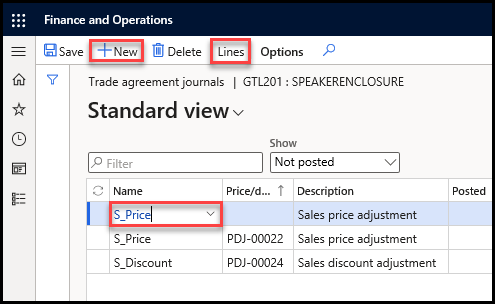 Finance and Operations
Save New Delete Lines Options
Trade agreement journals | GTL201 : SPEAKERENCLOSURE
Standard view
Show
Filter Not posted
Name Price/d... Description Posted
S_Price Sales price adjustment
S_Price PDJ-00022 Sales price adjustment
S_Discount PDJ-00024 Sales discount adjustment